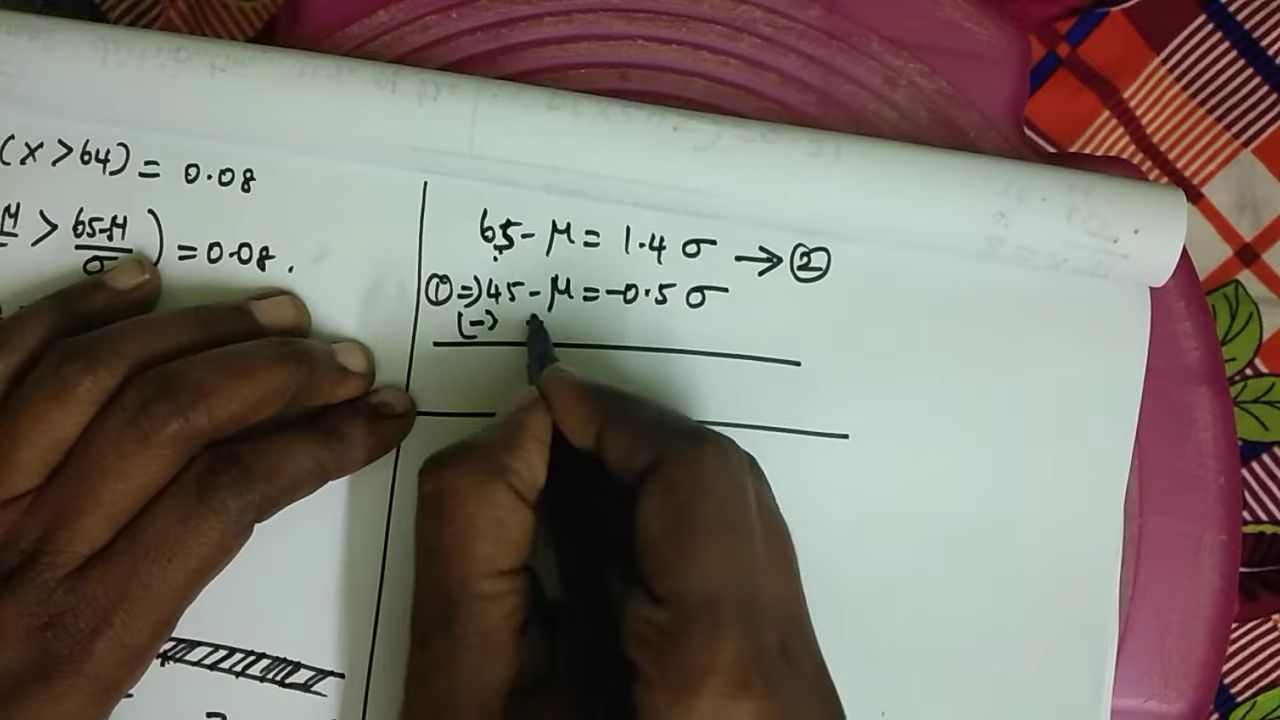 (x > 64) = 0.08
μ > 65-μ/σ ) = 0.08.
65 - μ = 1.4 σ → ②
① ⇒ 45 - μ = -0.5 σ
(-)